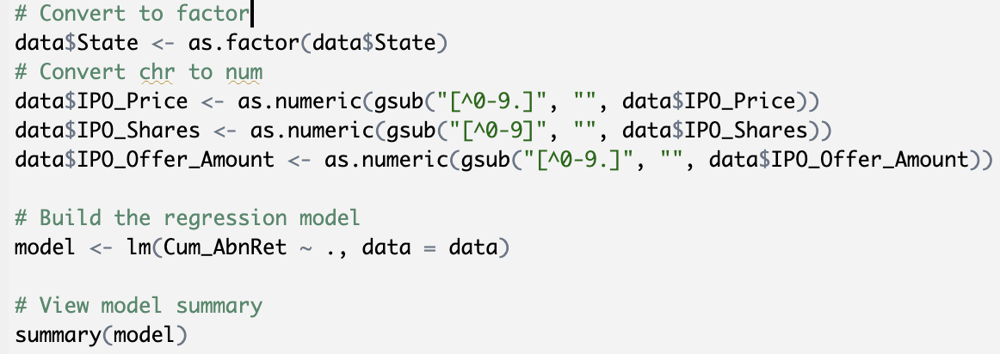 # Convert to factor
data$State <- as.factor(data$State)
# Convert chr to num
data$IPO_Price <- as.numeric(gsub("[^0-9.]", "", data$IPO_Price))
data$IPO_Shares <- as.numeric(gsub("[^0-9]", "", data$IPO_Shares))
data$IPO_Offer_Amount <- as.numeric(gsub("[^0-9.]", "", data$IPO_Offer_Amount))
# Build the regression model
model <- lm(Cum_AbnRet ~ ., data = data)
# View model summary
summary(model)